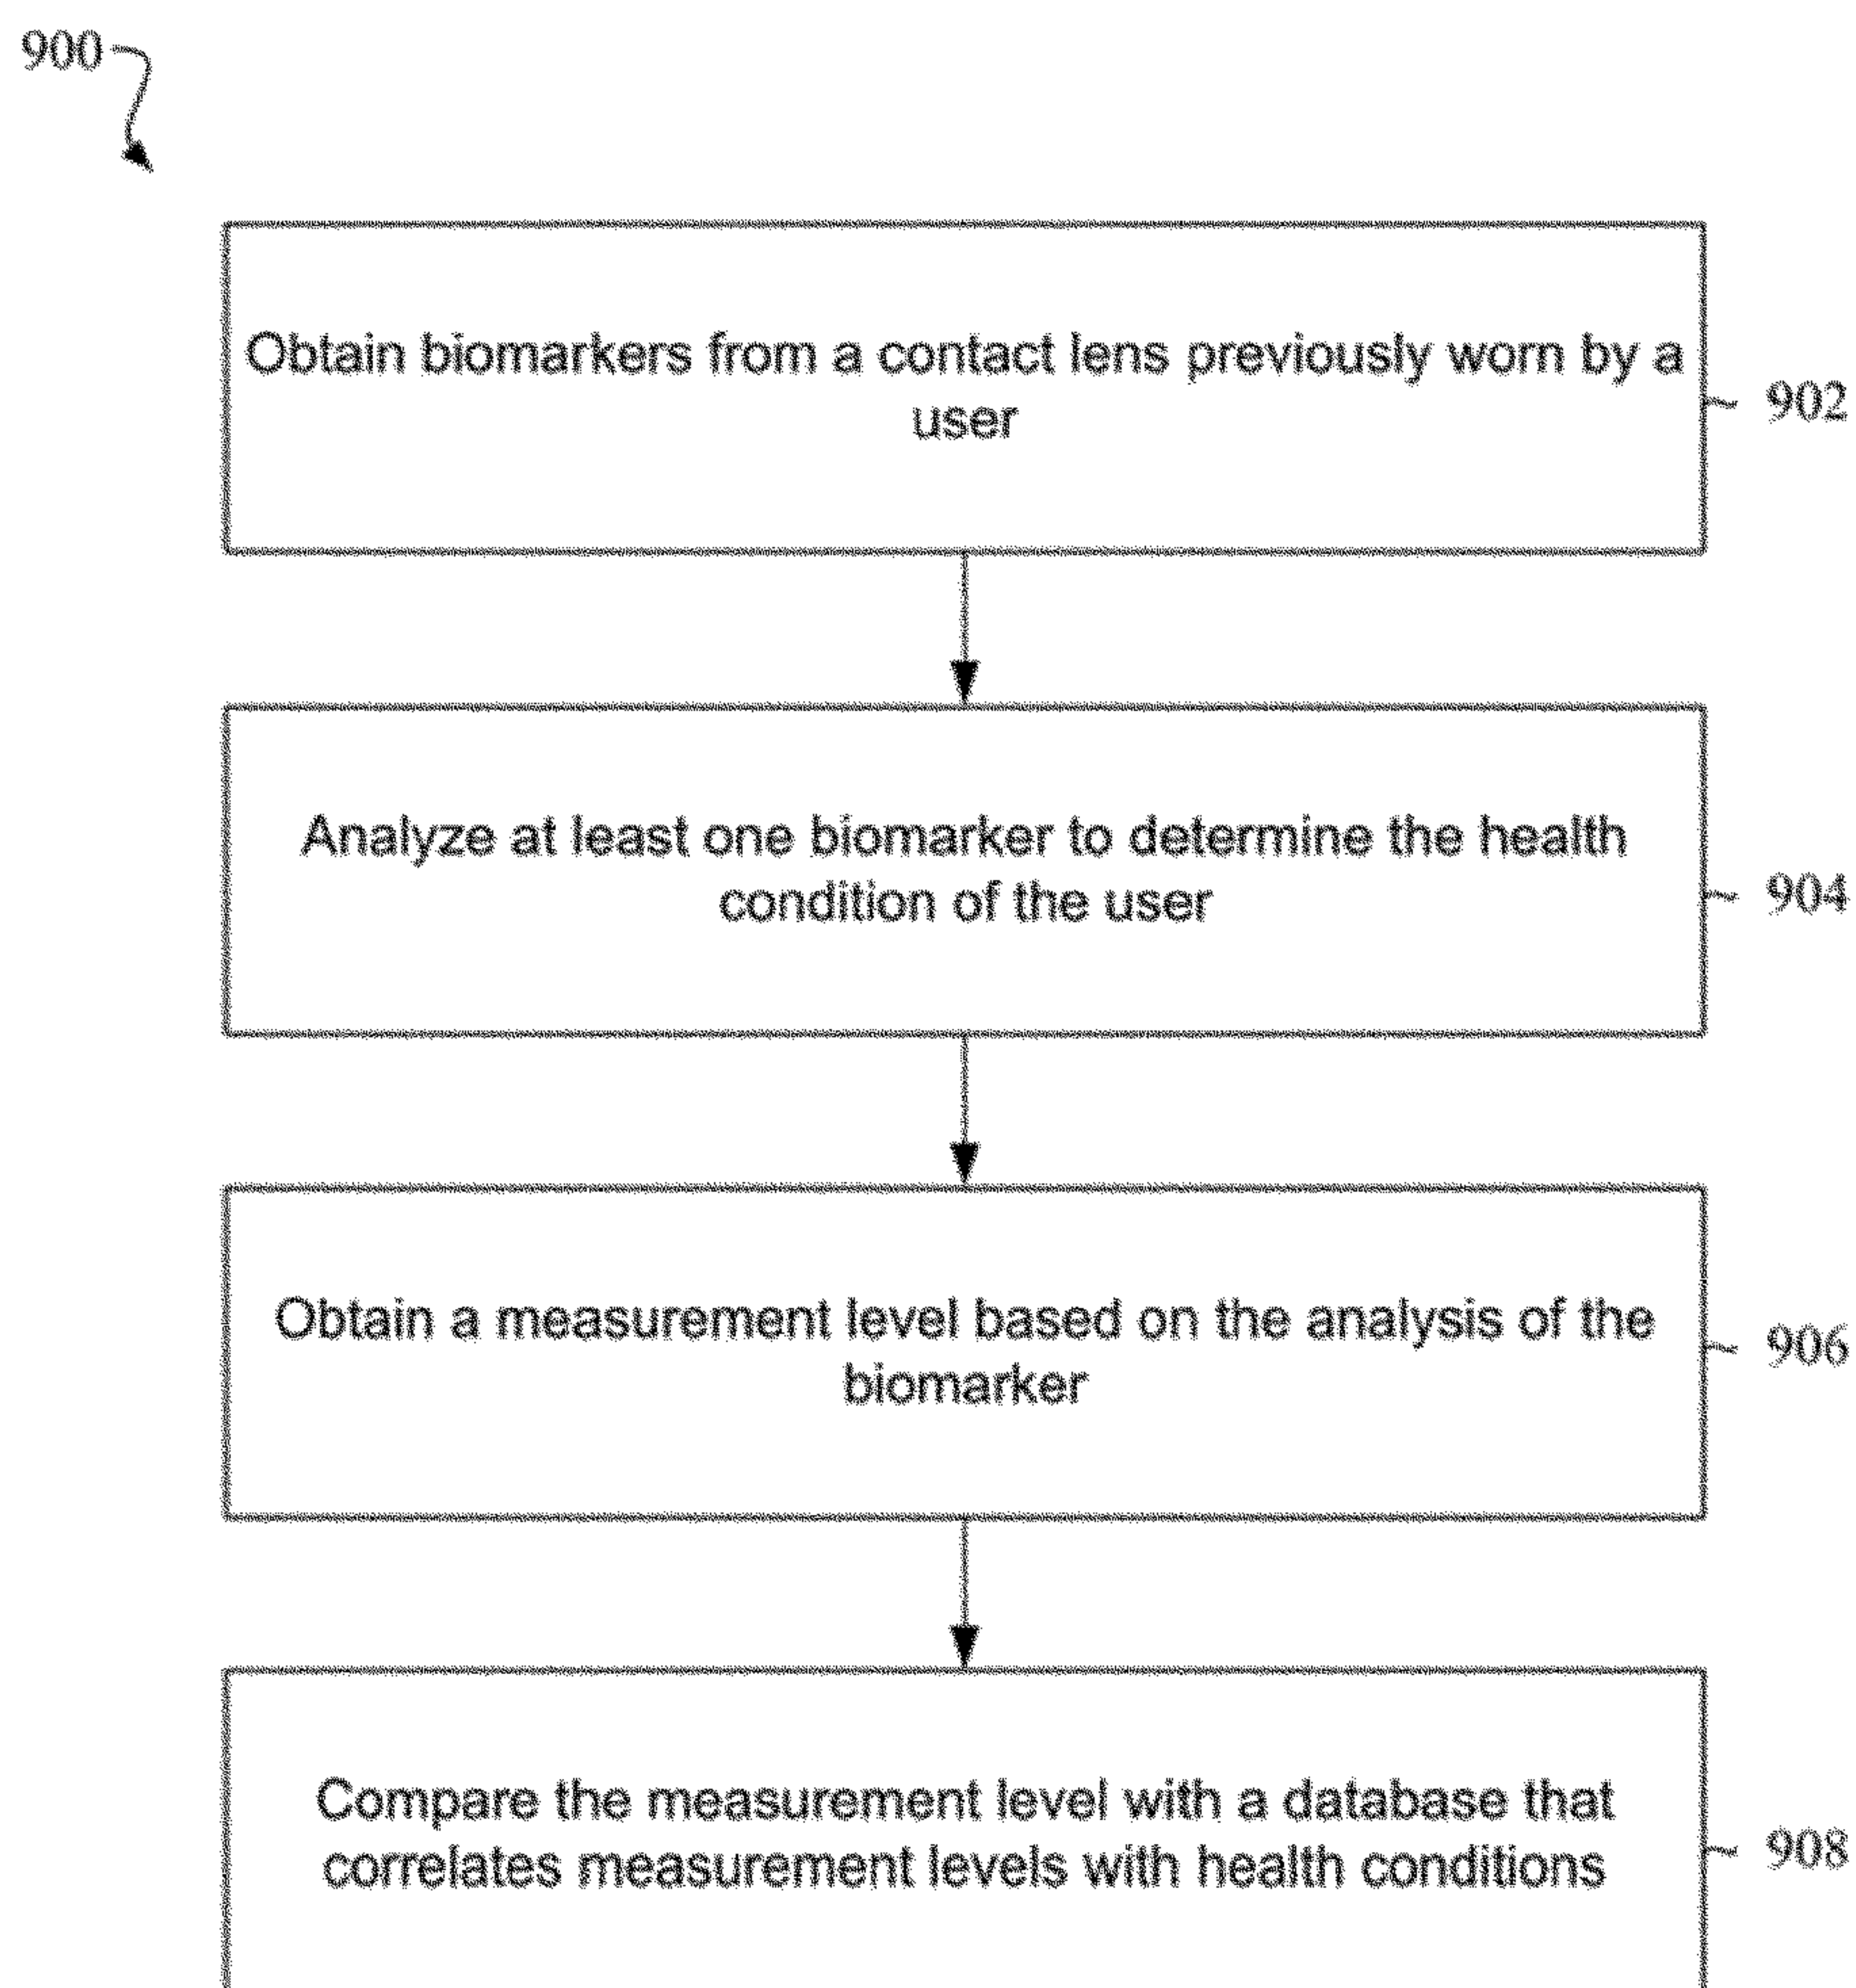 900
Obtain biomarkers from a contact lens previously worn by a
user
902
Analyze at least one biomarker to determine the health
condition of the user
904
Obtain a measurement level based on the analysis of the
biomarker
906
Compare the measurement level with a database that
correlates measurement levels with health conditions
908